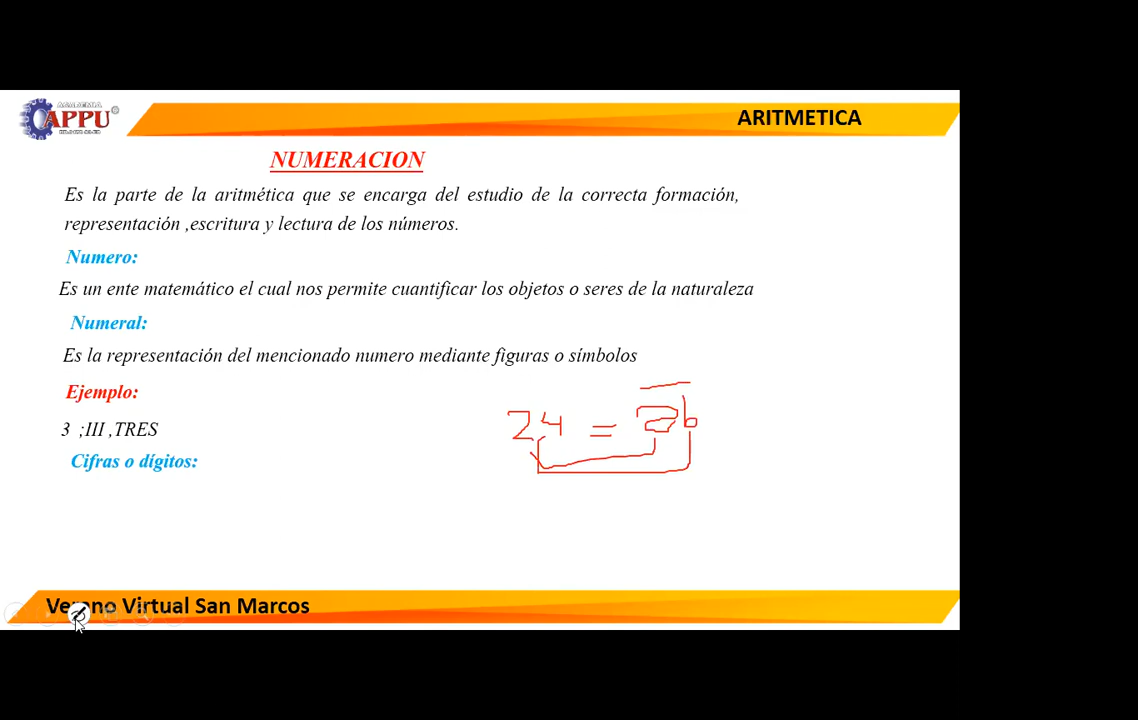 ACADEMIA
APPU
ARITMETICA
NUMERACION
Es la parte de la aritmética que se encarga del estudio de la correcta formación,
representación ,escritura y lectura de los números.
Numero:
Es un ente matemático el cual nos permite cuantificar los objetos o seres de la naturaleza
Numeral:
Es la representación del mencionado numero mediante figuras o símbolos
Ejemplo:
24 = ab
3 ;III ,TRES
Cifras o dígitos:
Verano Virtual San Marcos